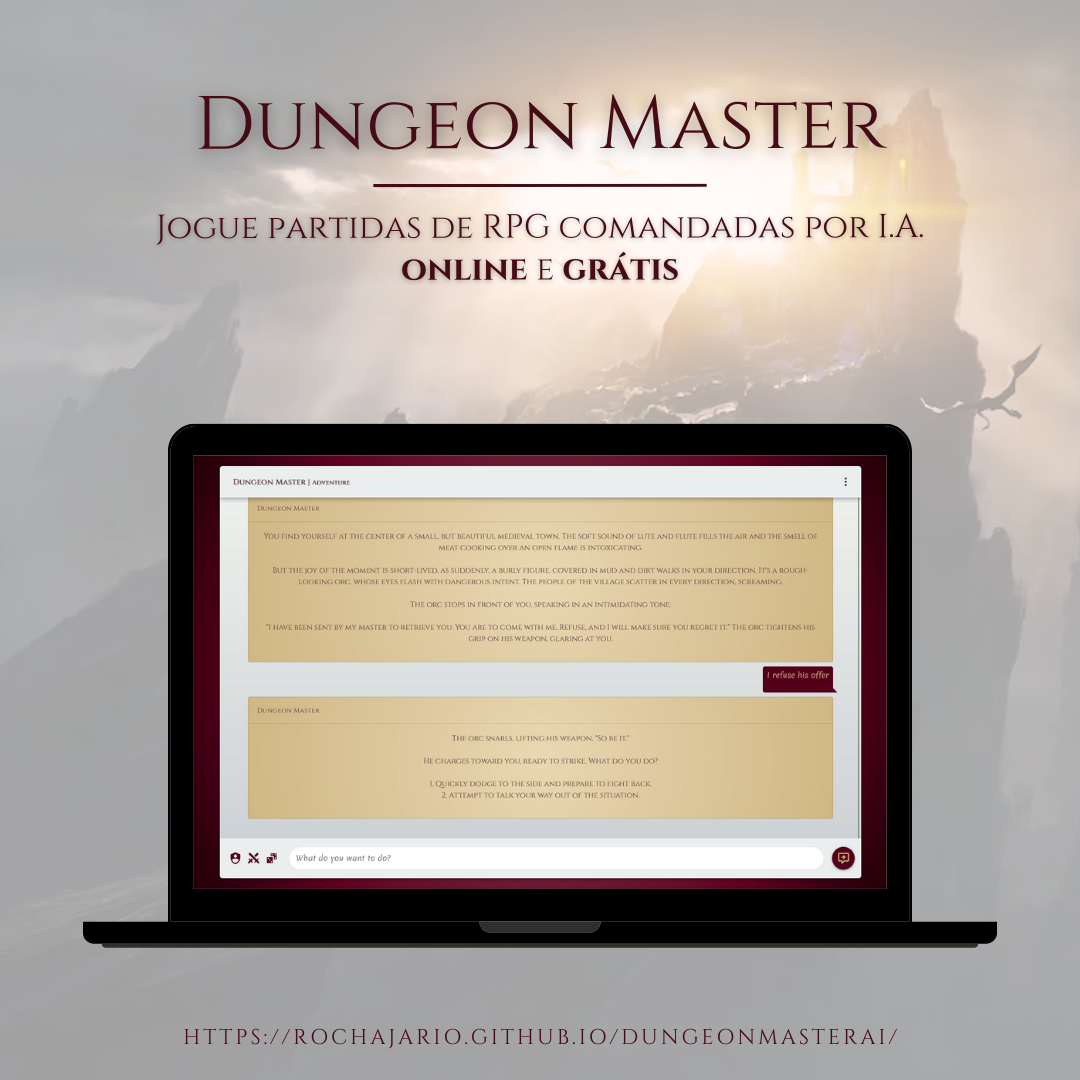 Dungeon Master
Jogue partidas de RPG comandadas por I.A.
online e grátis
Dungeon Master | Adventure
Dungeon Master
You find yourself at the center of a small, but beautiful medieval town. The soft sound of lute and flute fills the air and the smell of
meat cooking over an open flame is intoxicating.
But the joy of the moment is short-lived, as suddenly, a burly figure, covered in mud and dirt walks in your direction. It's a rough-
looking orc, whose eyes flash with dangerous intent. The people of the village scatter in every direction, screaming.
The orc stops in front of you, speaking in an intimidating tone:
"I have been sent by my master to retrieve you. You are to come with me. Refuse, and I will make sure you regret it." The orc tightens his
grip on his weapon, glaring at you.
I refuse his offer
Dungeon Master
The orc snarls, lifting his weapon. "So be it."
He charges toward you, ready to strike. What do you do?
1. Quickly dodge to the side and prepare to fight back.
2. Attempt to talk your way out of the situation.
What do you want to do?
https://rochajario.github.io/dungeonmasterai/